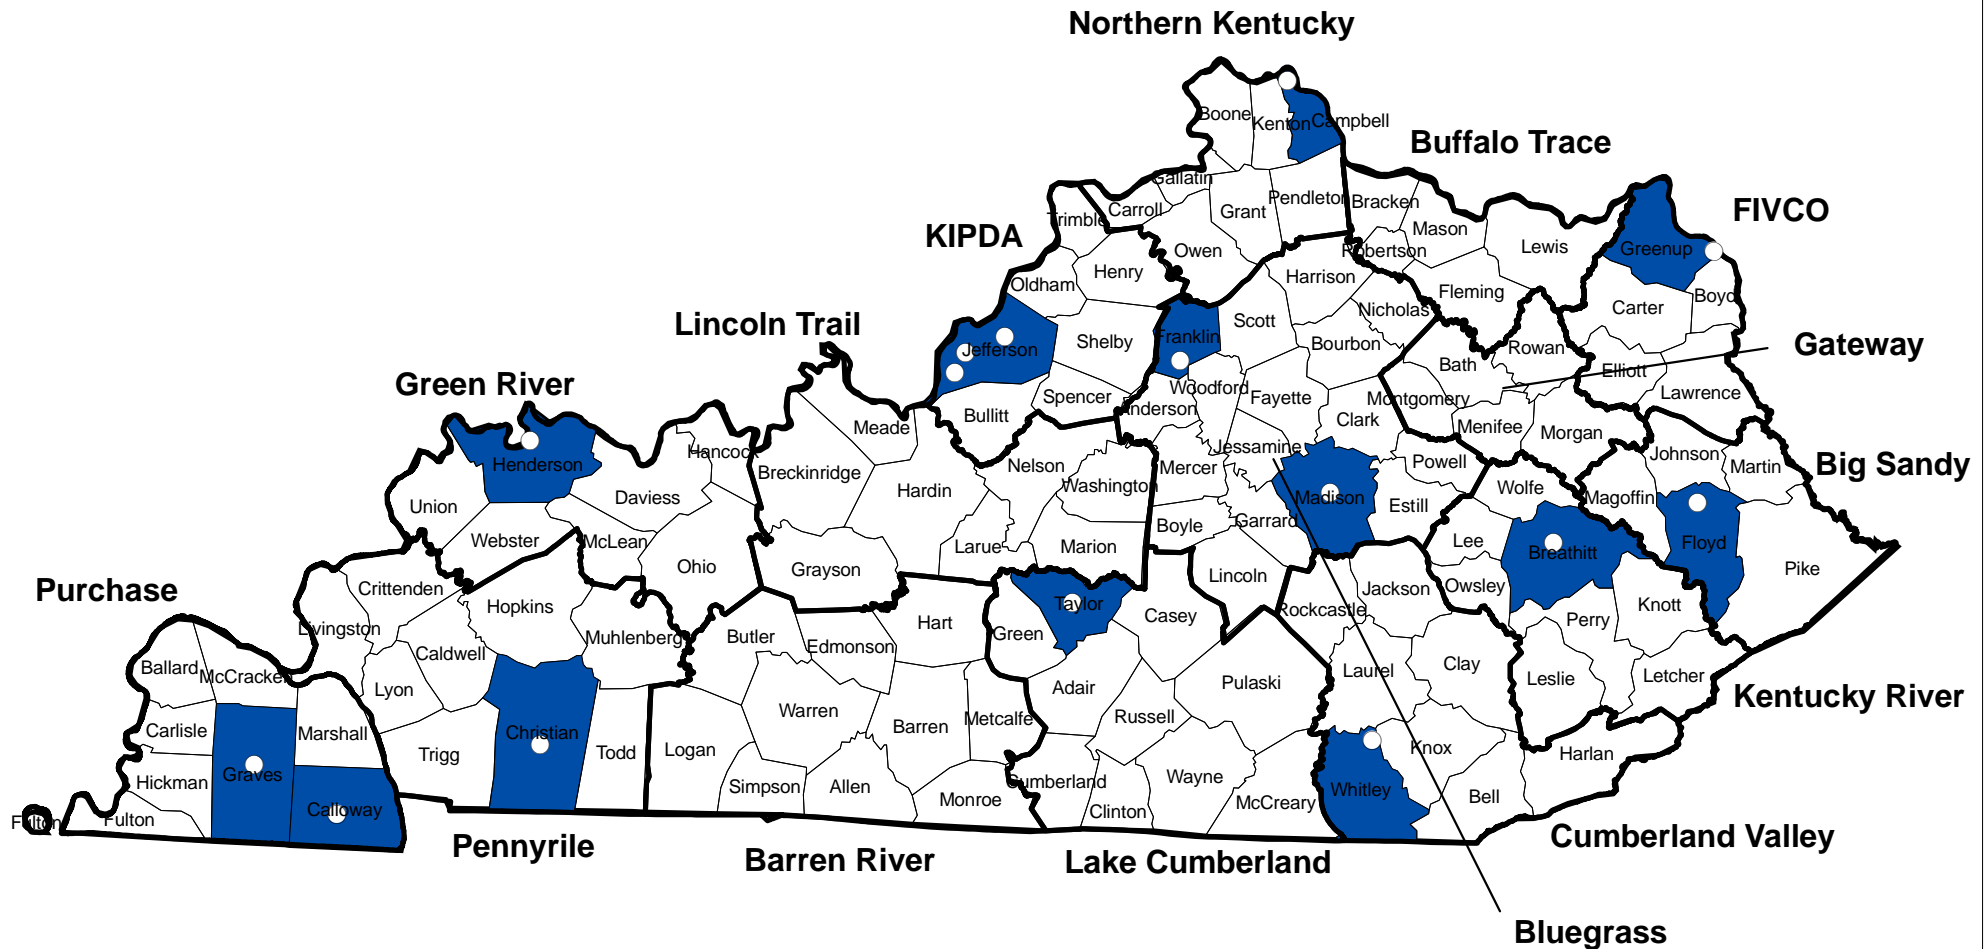 Northern Kentucky
Boone
Kenton
Campbell
Buffalo Trace
Gallatin
Carroll
Trimble
Grant
Pendleton
Bracken
Mason
Lewis
Greenup
FIVCO
KIPDA
Owen
Robertson
Henry
Oldham
Harrison
Fleming
Carter
Boyd
Nicholas
Lincoln Trail
Jefferson
Shelby
Franklin
Scott
Bourbon
Rowan
Bath
Elliott
Gateway
Green River
Woodford
Spencer
Anderson
Fayette
Montgomery
Lawrence
Bullitt
Clark
Menifee
Morgan
Meade
Jessamine
Hancock
Henderson
Breckinridge
Nelson
Mercer
Powell
Johnson
Martin
Big Sandy
Union
Daviess
Hardin
Washington
Madison
Estill
Wolfe
Magoffin
Webster
McLean
Larue
Marion
Boyle
Garrard
Lee
Breathitt
Floyd
Pike
Ohio
Grayson
Lincoln
Purchase
Crittenden
Hopkins
Jackson
Owsley
Taylor
Casey
Rockcastle
Knott
Livingston
Muhlenberg
Butler
Edmonson
Hart
Green
Perry
Ballard
McCracken
Caldwell
Lyon
Adair
Pulaski
Laurel
Clay
Leslie
Letcher
Kentucky River
Carlisle
Marshall
Christian
Trigg
Todd
Logan
Warren
Barren
Metcalfe
Russell
Knox
Harlan
Hickman
Graves
Calloway
Simpson
Allen
Monroe
Cumberland
Clinton
Wayne
McCreary
Whitley
Bell
Fulton
Fulton
Pennyrile
Barren River
Lake Cumberland
Cumberland Valley
Bluegrass